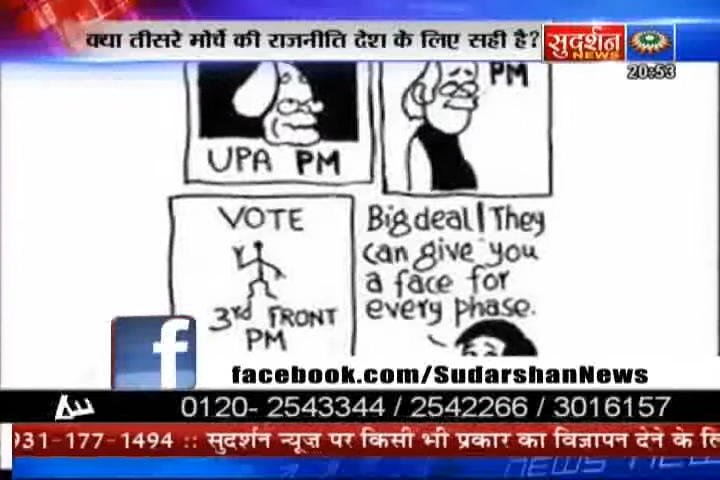 क्या तीसरे मोर्चे की राजनीति देश के लिए सही है?
सुदर्शन
NEWS
20:53
UPA PM
PM
VOTE
3rd FRONT
PM
Big deal! They
can give you
a face for
every phase.
f
facebook.com/SudarshanNews
0120- 2543344 / 2542266 / 3016157
931-177-1494 :: सुदर्शन न्यूज पर किसी भी प्रकार का विज्ञापन देने के लि